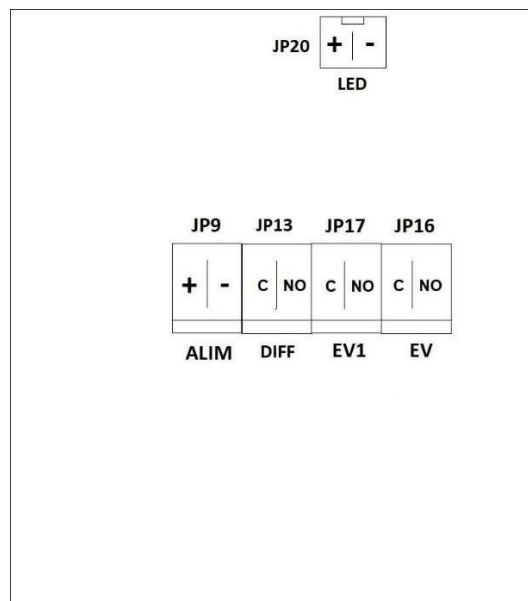 JP20 + -
LED
JP9 JP13 JP17 JP16
+ - C NO C NO C NO
ALIM DIFF EV1 EV